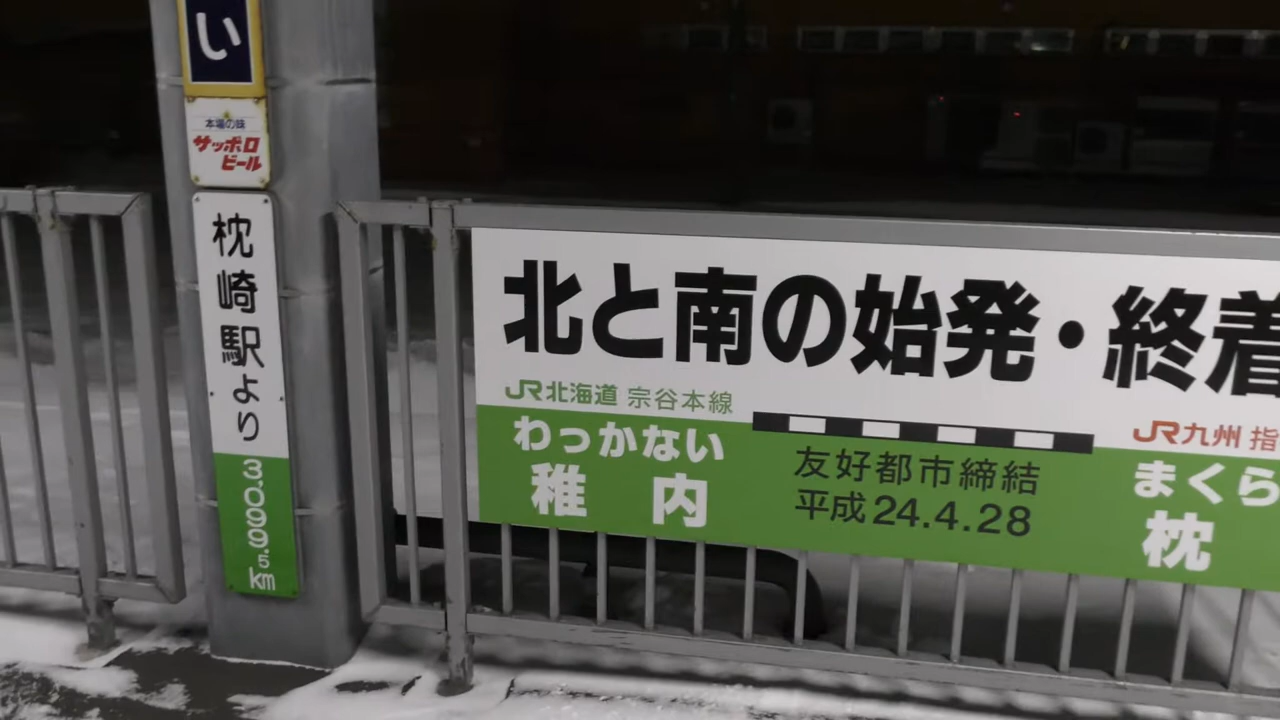 い
本場の味
サッポロ
ビール
枕崎駅より
3099.5km
北と南の始発・終着
JR北海道 宗谷本線
わっかない
稚内
友好都市締結
平成24.4.28
JR九州 指
まくら
枕